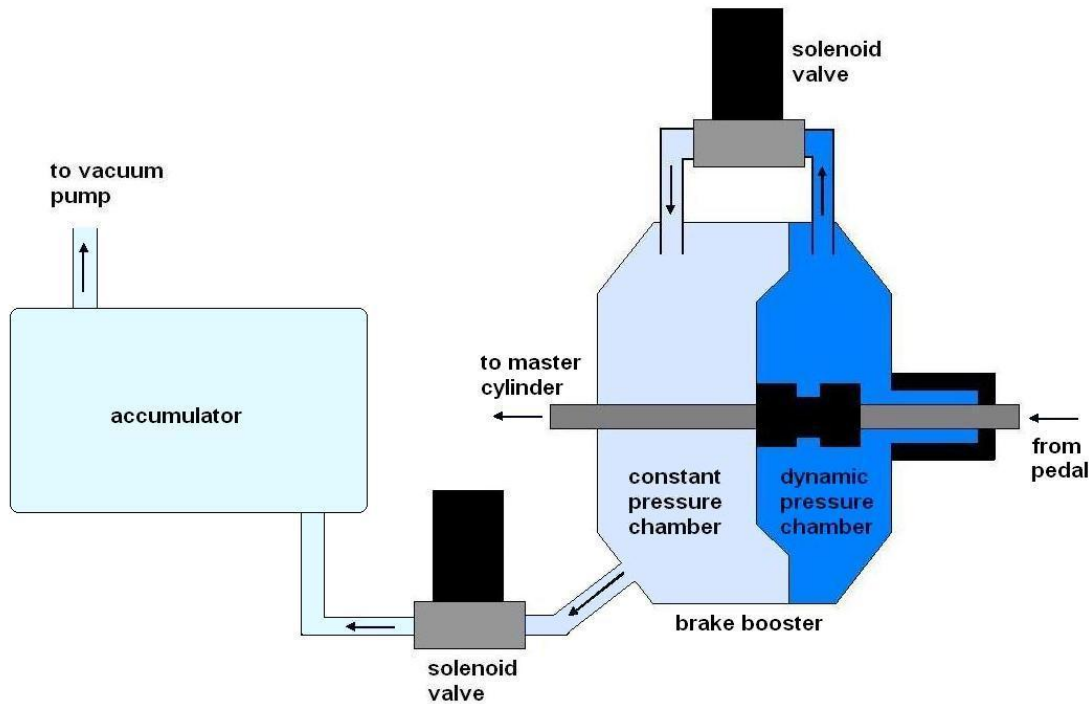 solenoid
valve
to vacuum
pump
to master
cylinder
accumulator
from
pedal
constant
pressure
chamber
dynamic
pressure
chamber
brake booster
solenoid
valve